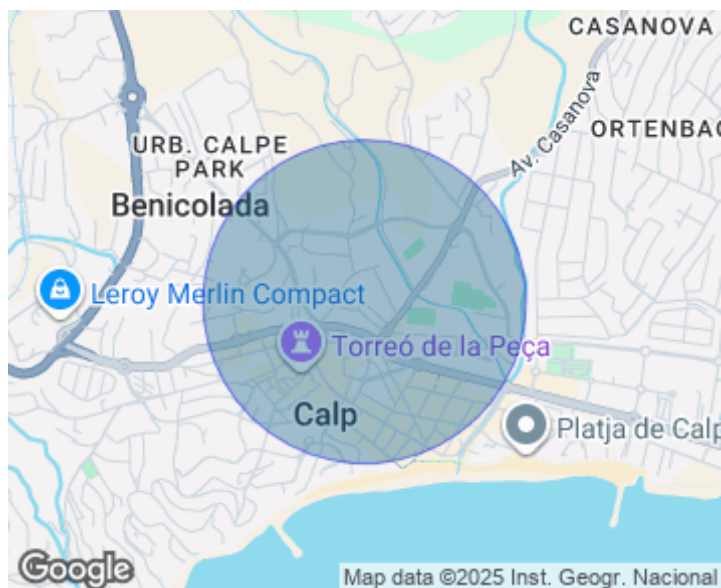 CASANOVA
URB. CALPE
PARK
Av. Casanova
ORTENBAC
Benicolada
Leroy Merlin Compact
Torreó de la Peça
Calp
Platja de Calp
Google
Map data ©2025 Inst. Geogr. Nacional